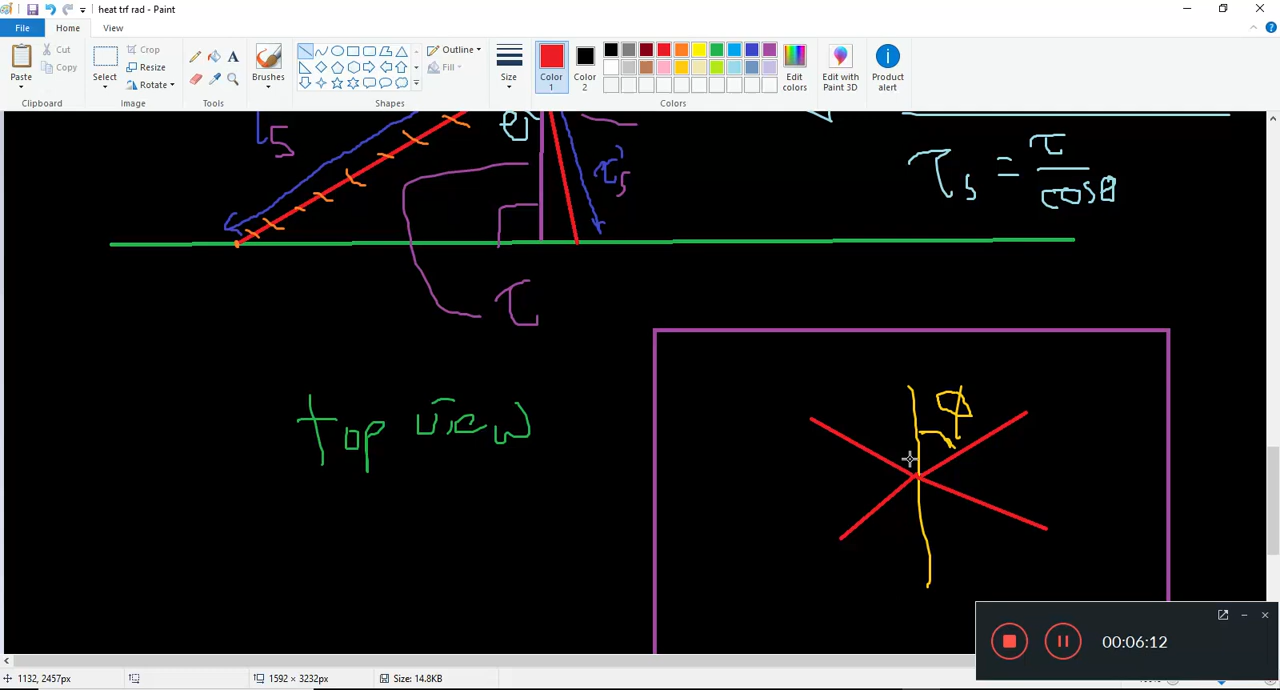 heat trf rad - Paint
File
Home
View
Cut
Copy
Paste
Clipboard
Crop
Resize
Rotate
Select
Image
Tools
Brushes
Shapes
Outline
Fill
Size
Color 1
Color 2
Colors
Edit colors
Edit with Paint 3D
Product alert
τ5 = τ / cosθ
τ5
τ
top view
φ
00:06:12
1132, 2457px
1592 × 3232px
Size: 14.8KB